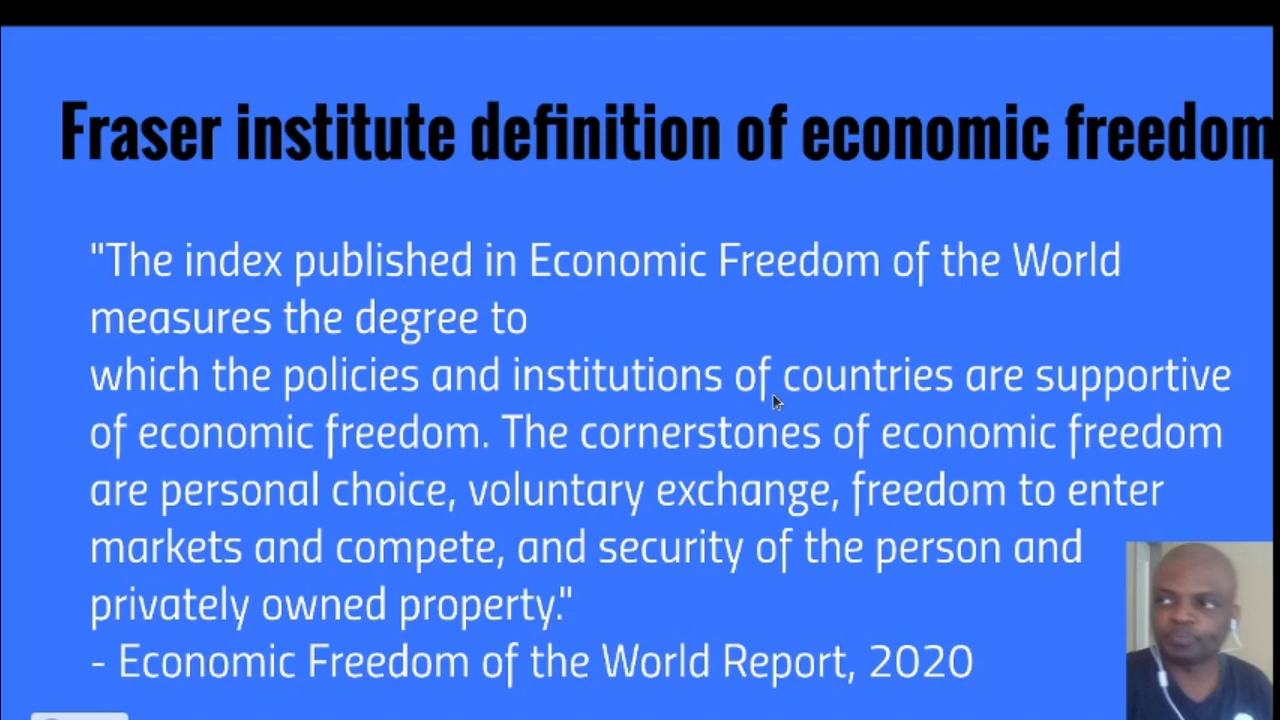 Fraser institute definition of economic freedom
"The index published in Economic Freedom of the World
measures the degree to
which the policies and institutions of countries are supportive
of economic freedom. The cornerstones of economic freedom
are personal choice, voluntary exchange, freedom to enter
markets and compete, and security of the person and
privately owned property."
- Economic Freedom of the World Report, 2020